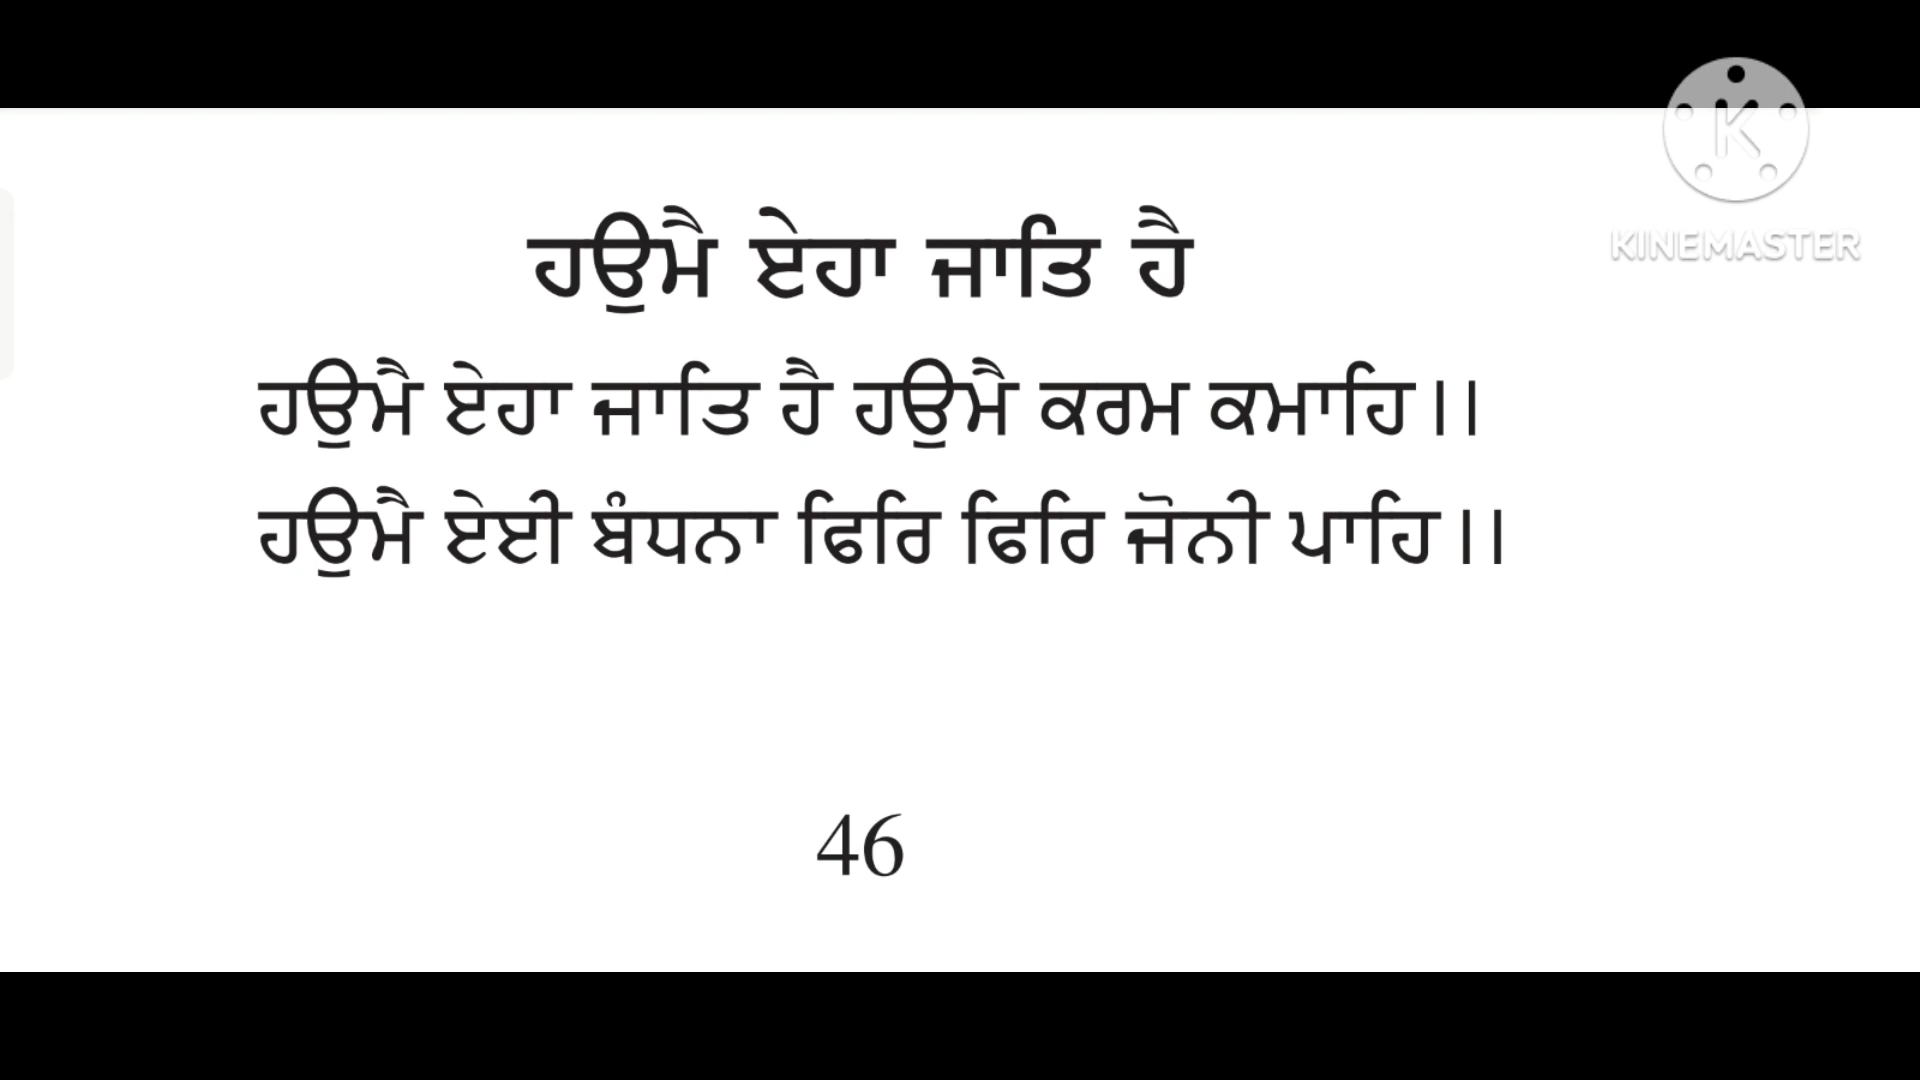 KINEMASTER
ਹਉਮੈ ਏਹਾ ਜਾਤਿ ਹੈ
ਹਉਮੈ ਏਹਾ ਜਾਤਿ ਹੈ ਹਉਮੈ ਕਰਮ ਕਮਾਹਿ।।
ਹਉਮੈ ਏਈ ਬੰਧਨਾ ਫਿਰਿ ਫਿਰਿ ਜੋਨੀ ਪਾਹਿ।।
46